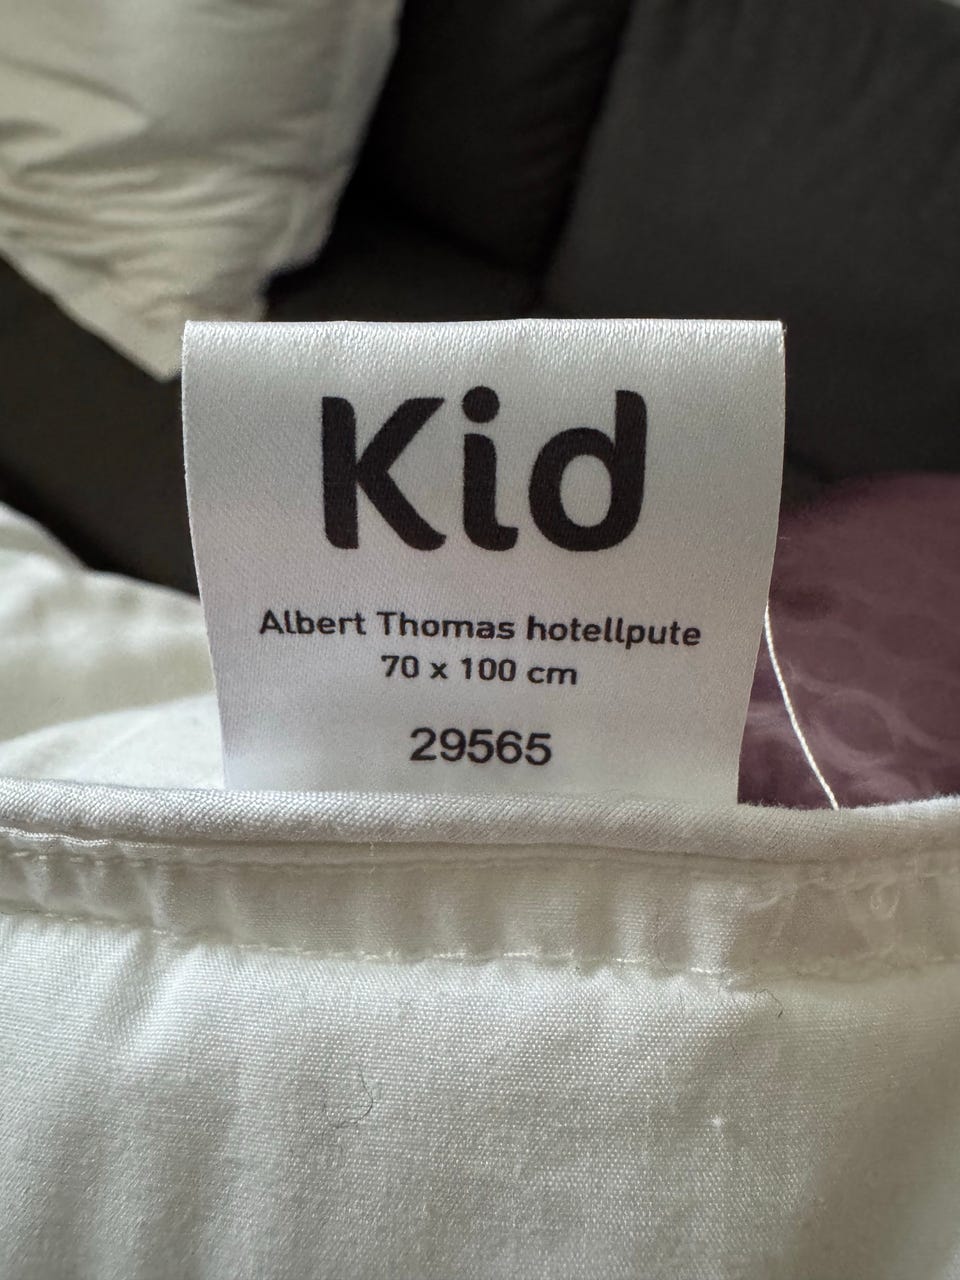 Kid
Albert Thomas hotellpute
70 x 100 cm
29565